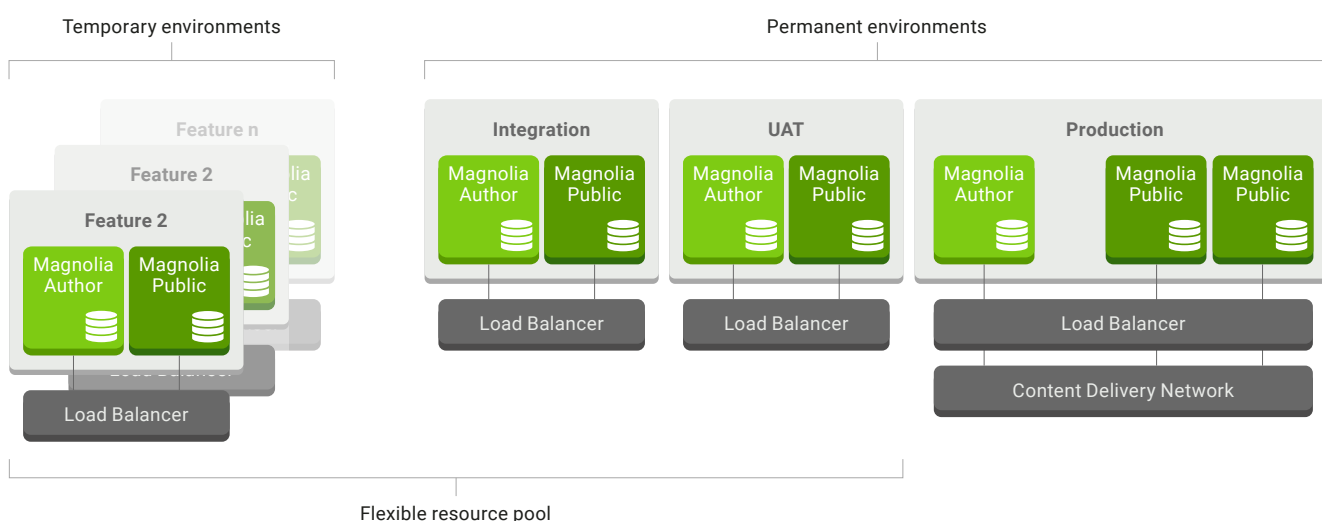 Temporary environments
Permanent environments
Feature n
Feature 2
Feature 2
Magnolia
Author
Magnolia
Public
Load Balancer
Integration
Magnolia
Author
Magnolia
Public
Load Balancer
UAT
Magnolia
Author
Magnolia
Public
Load Balancer
Production
Magnolia
Author
Magnolia
Public
Magnolia
Public
Load Balancer
Content Delivery Network
Flexible resource pool